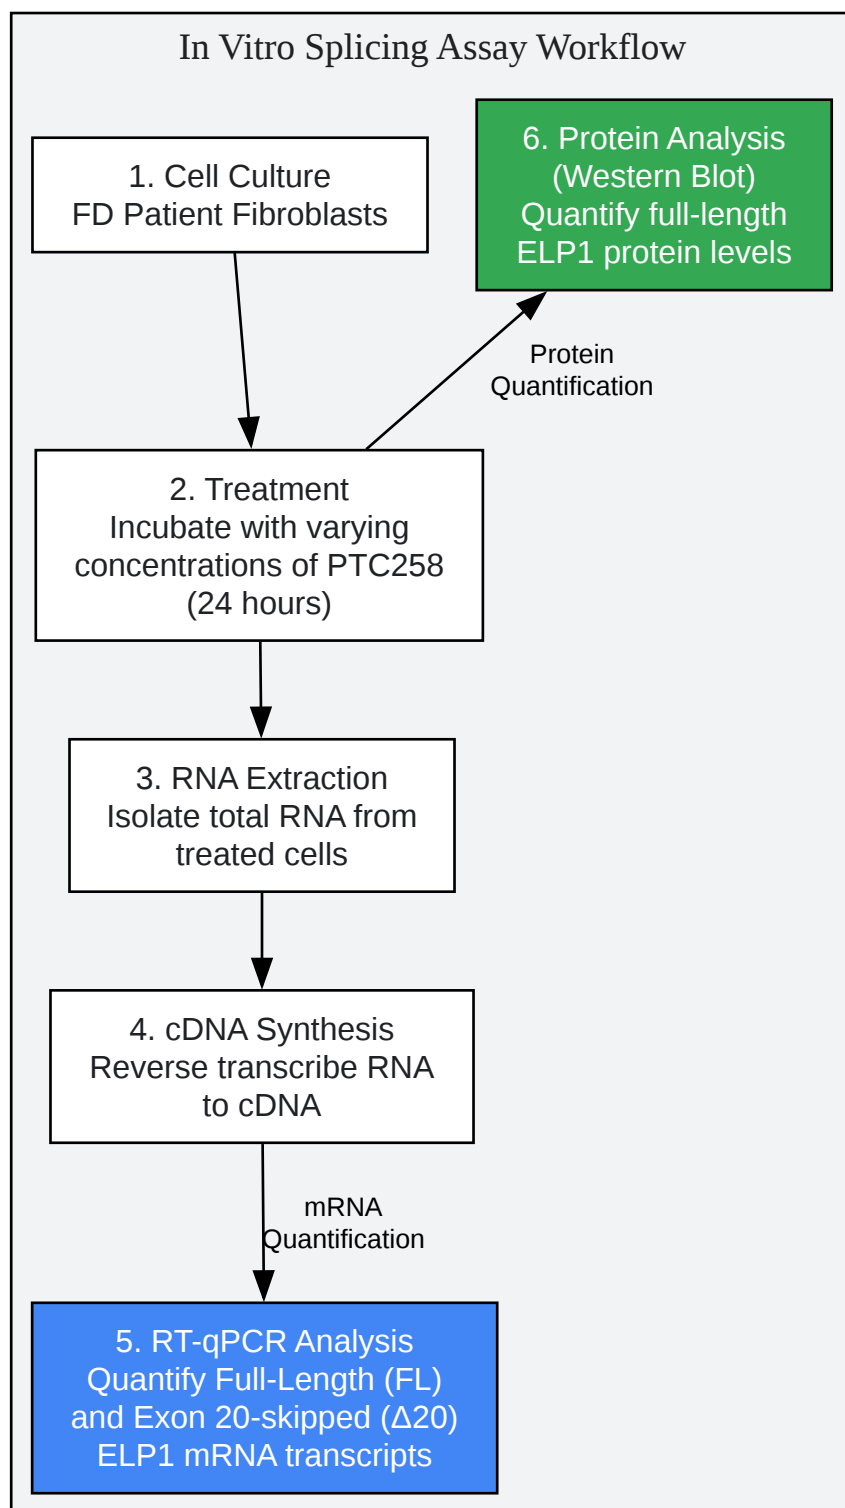 In Vitro Splicing Assay Workflow
1. Cell Culture
FD Patient Fibroblasts
6. Protein Analysis
(Western Blot)
Quantify full-length
ELP1 protein levels
Protein
Quantification
2. Treatment
Incubate with varying
concentrations of PTC258
(24 hours)
3. RNA Extraction
Isolate total RNA from
treated cells
4. cDNA Synthesis
Reverse transcribe RNA
to cDNA
mRNA
Quantification
5. RT-qPCR Analysis
Quantify Full-Length (FL)
and Exon 20-skipped (Δ20)
ELP1 mRNA transcripts